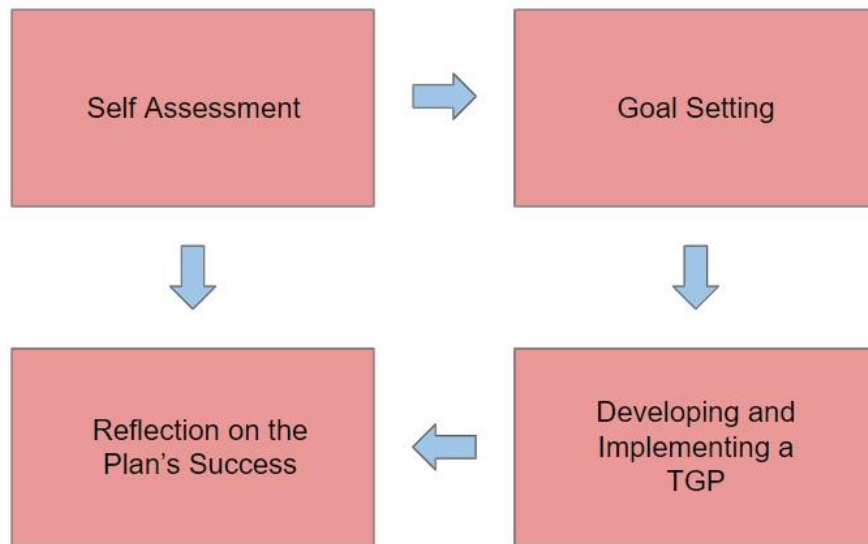 Self Assessment
Goal Setting
Reflection on the
Plan’s Success
Developing and
Implementing a
TGP